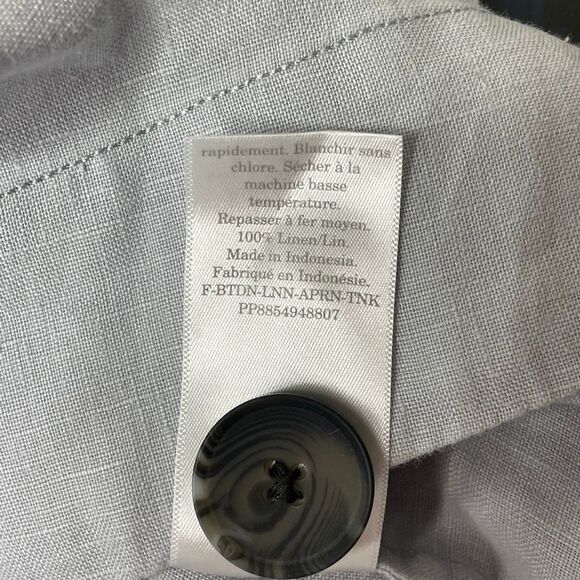 rapidement. Blanchir sans
chlore. Sécher à la
machine basse
température.
Repasser à fer moyen.
100% Linen/Lin.
Made in Indonesia.
Fabriqué en Indonésie.
F-BTDN-LNN-APRN-TNK
PP8854948807